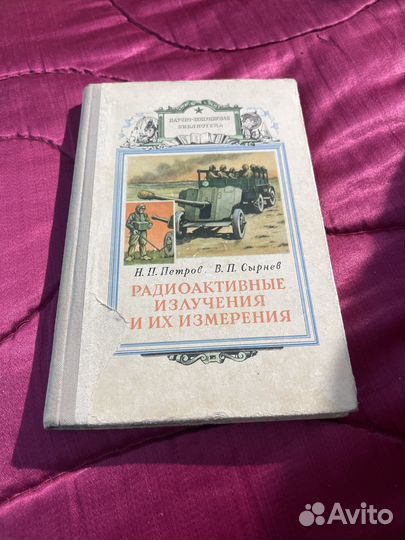 НАУЧНО-ПОПУЛЯРНАЯ
БИБЛИОТЕКА
Н. П. Петров, В. П. Сырнев
РАДИОАКТИВНЫЕ
ИЗЛУЧЕНИЯ
И ИХ ИЗМЕРЕНИЯ
Avito